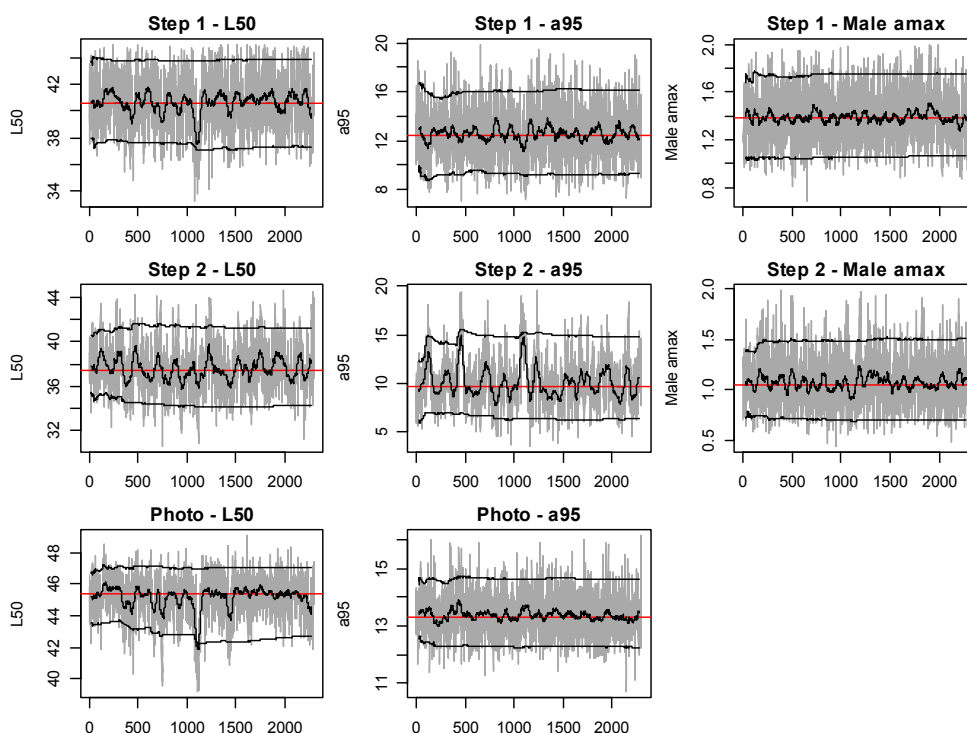 Step 1 - L50
Step 1 - a95
Step 1 - Male amax
L50
34
38
42
a95
8
12
16
20
Male amax
0.8
1.2
1.6
2.0
0 500 1000 1500 2000
0 500 1000 1500 2000
0 500 1000 1500 2000
Step 2 - L50
Step 2 - a95
Step 2 - Male amax
L50
32
36
40
44
a95
5
10
15
20
Male amax
0.5
1.0
1.5
2.0
0 500 1000 1500 2000
0 500 1000 1500 2000
0 500 1000 1500 2000
Photo - L50
Photo - a95
L50
40
42
44
46
48
a95
11
13
15
0 500 1000 1500 2000
0 500 1000 1500 2000